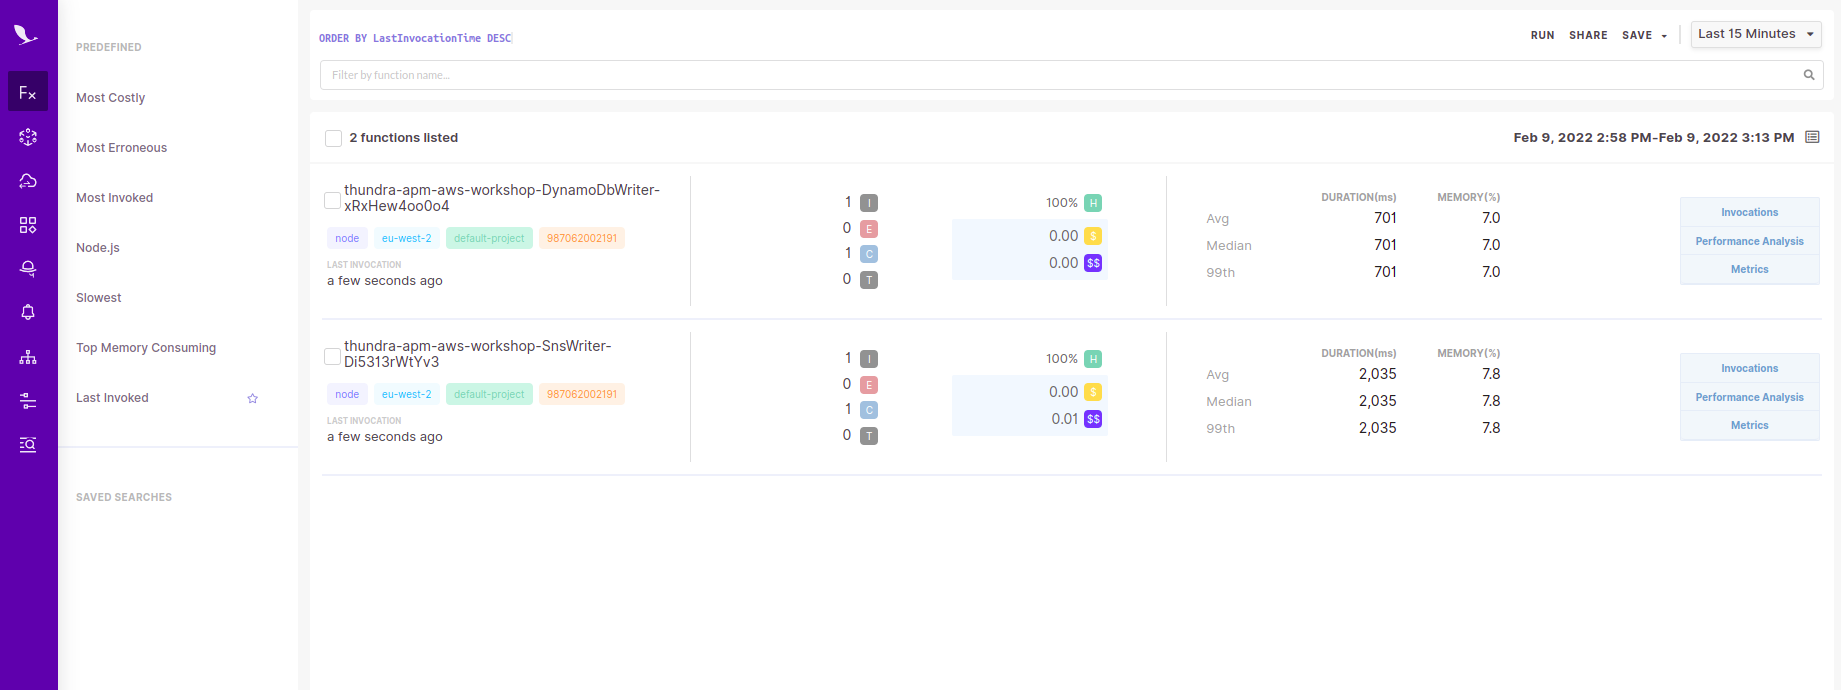 ORDER BY LastInvocationTime DESC
RUN SHARE SAVE
Last 15 Minutes
Filter by function name...
Fx
PREDEFINED
Most Costly
Most Erroneous
Most Invoked
Node.js
Slowest
Top Memory Consuming
Last Invoked
SAVED SEARCHES
2 functions listed
Feb 9, 2022 2:58 PM-Feb 9, 2022 3:13 PM
thundra-apm-aws-workshop-DynamoDbWriter-
xRxHew4oo0o4
node eu-west-2 default-project 987062002191
LAST INVOCATION
a few seconds ago
1 I
0 E
1 C
0 T
100% H
0.00 $
0.00 $$
DURATION(ms) MEMORY(%)
Avg 701 7.0
Median 701 7.0
99th 701 7.0
Invocations
Performance Analysis
Metrics
thundra-apm-aws-workshop-SnsWriter-
Di5313rWtYv3
node eu-west-2 default-project 987062002191
LAST INVOCATION
a few seconds ago
1 I
0 E
1 C
0 T
100% H
0.00 $
0.01 $$
DURATION(ms) MEMORY(%)
Avg 2,035 7.8
Median 2,035 7.8
99th 2,035 7.8
Invocations
Performance Analysis
Metrics